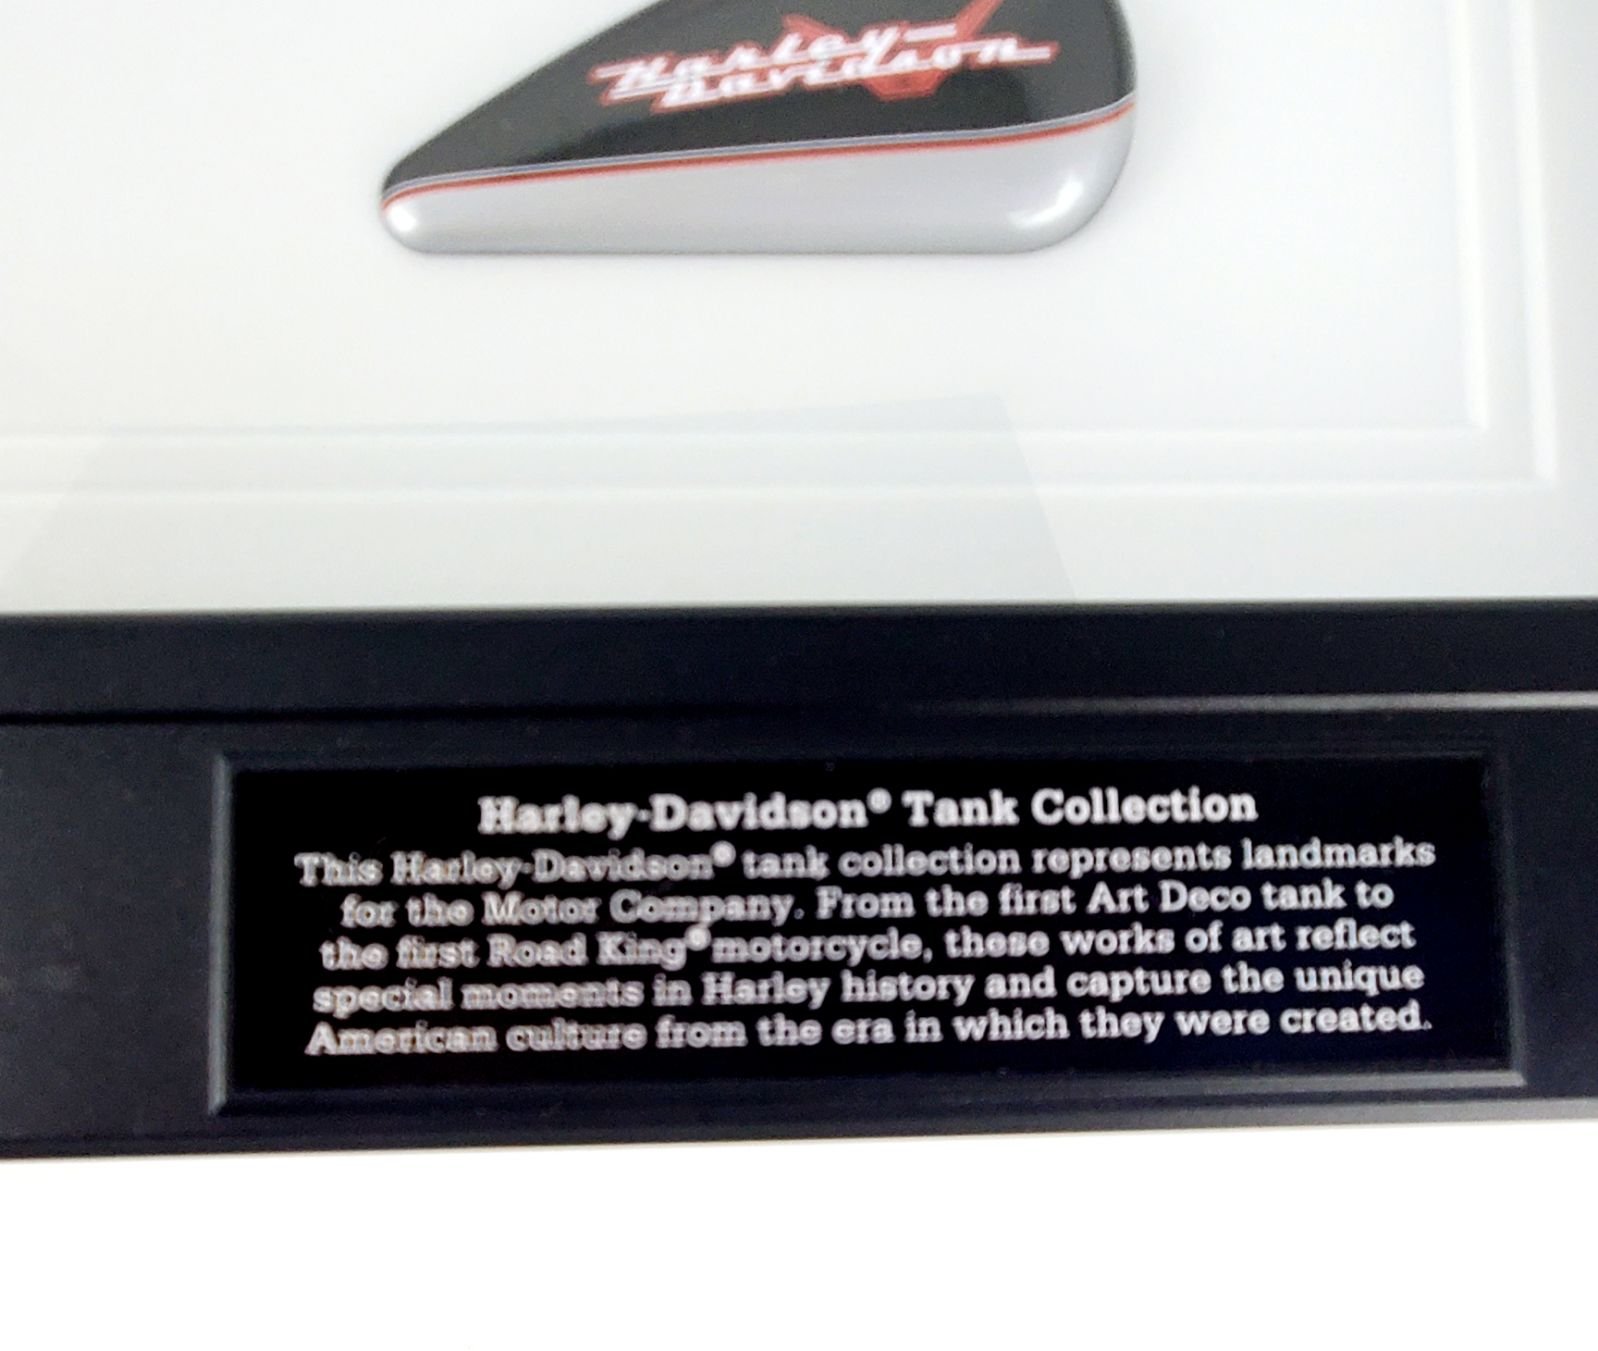 Harley-
Davidson
Harley-Davidson® Tank Collection
This Harley-Davidson® tank collection represents landmarks
for the Motor Company. From the first Art Deco tank to
the first Road King® motorcycle, these works of art reflect
special moments in Harley history and capture the unique
American culture from the era in which they were created.